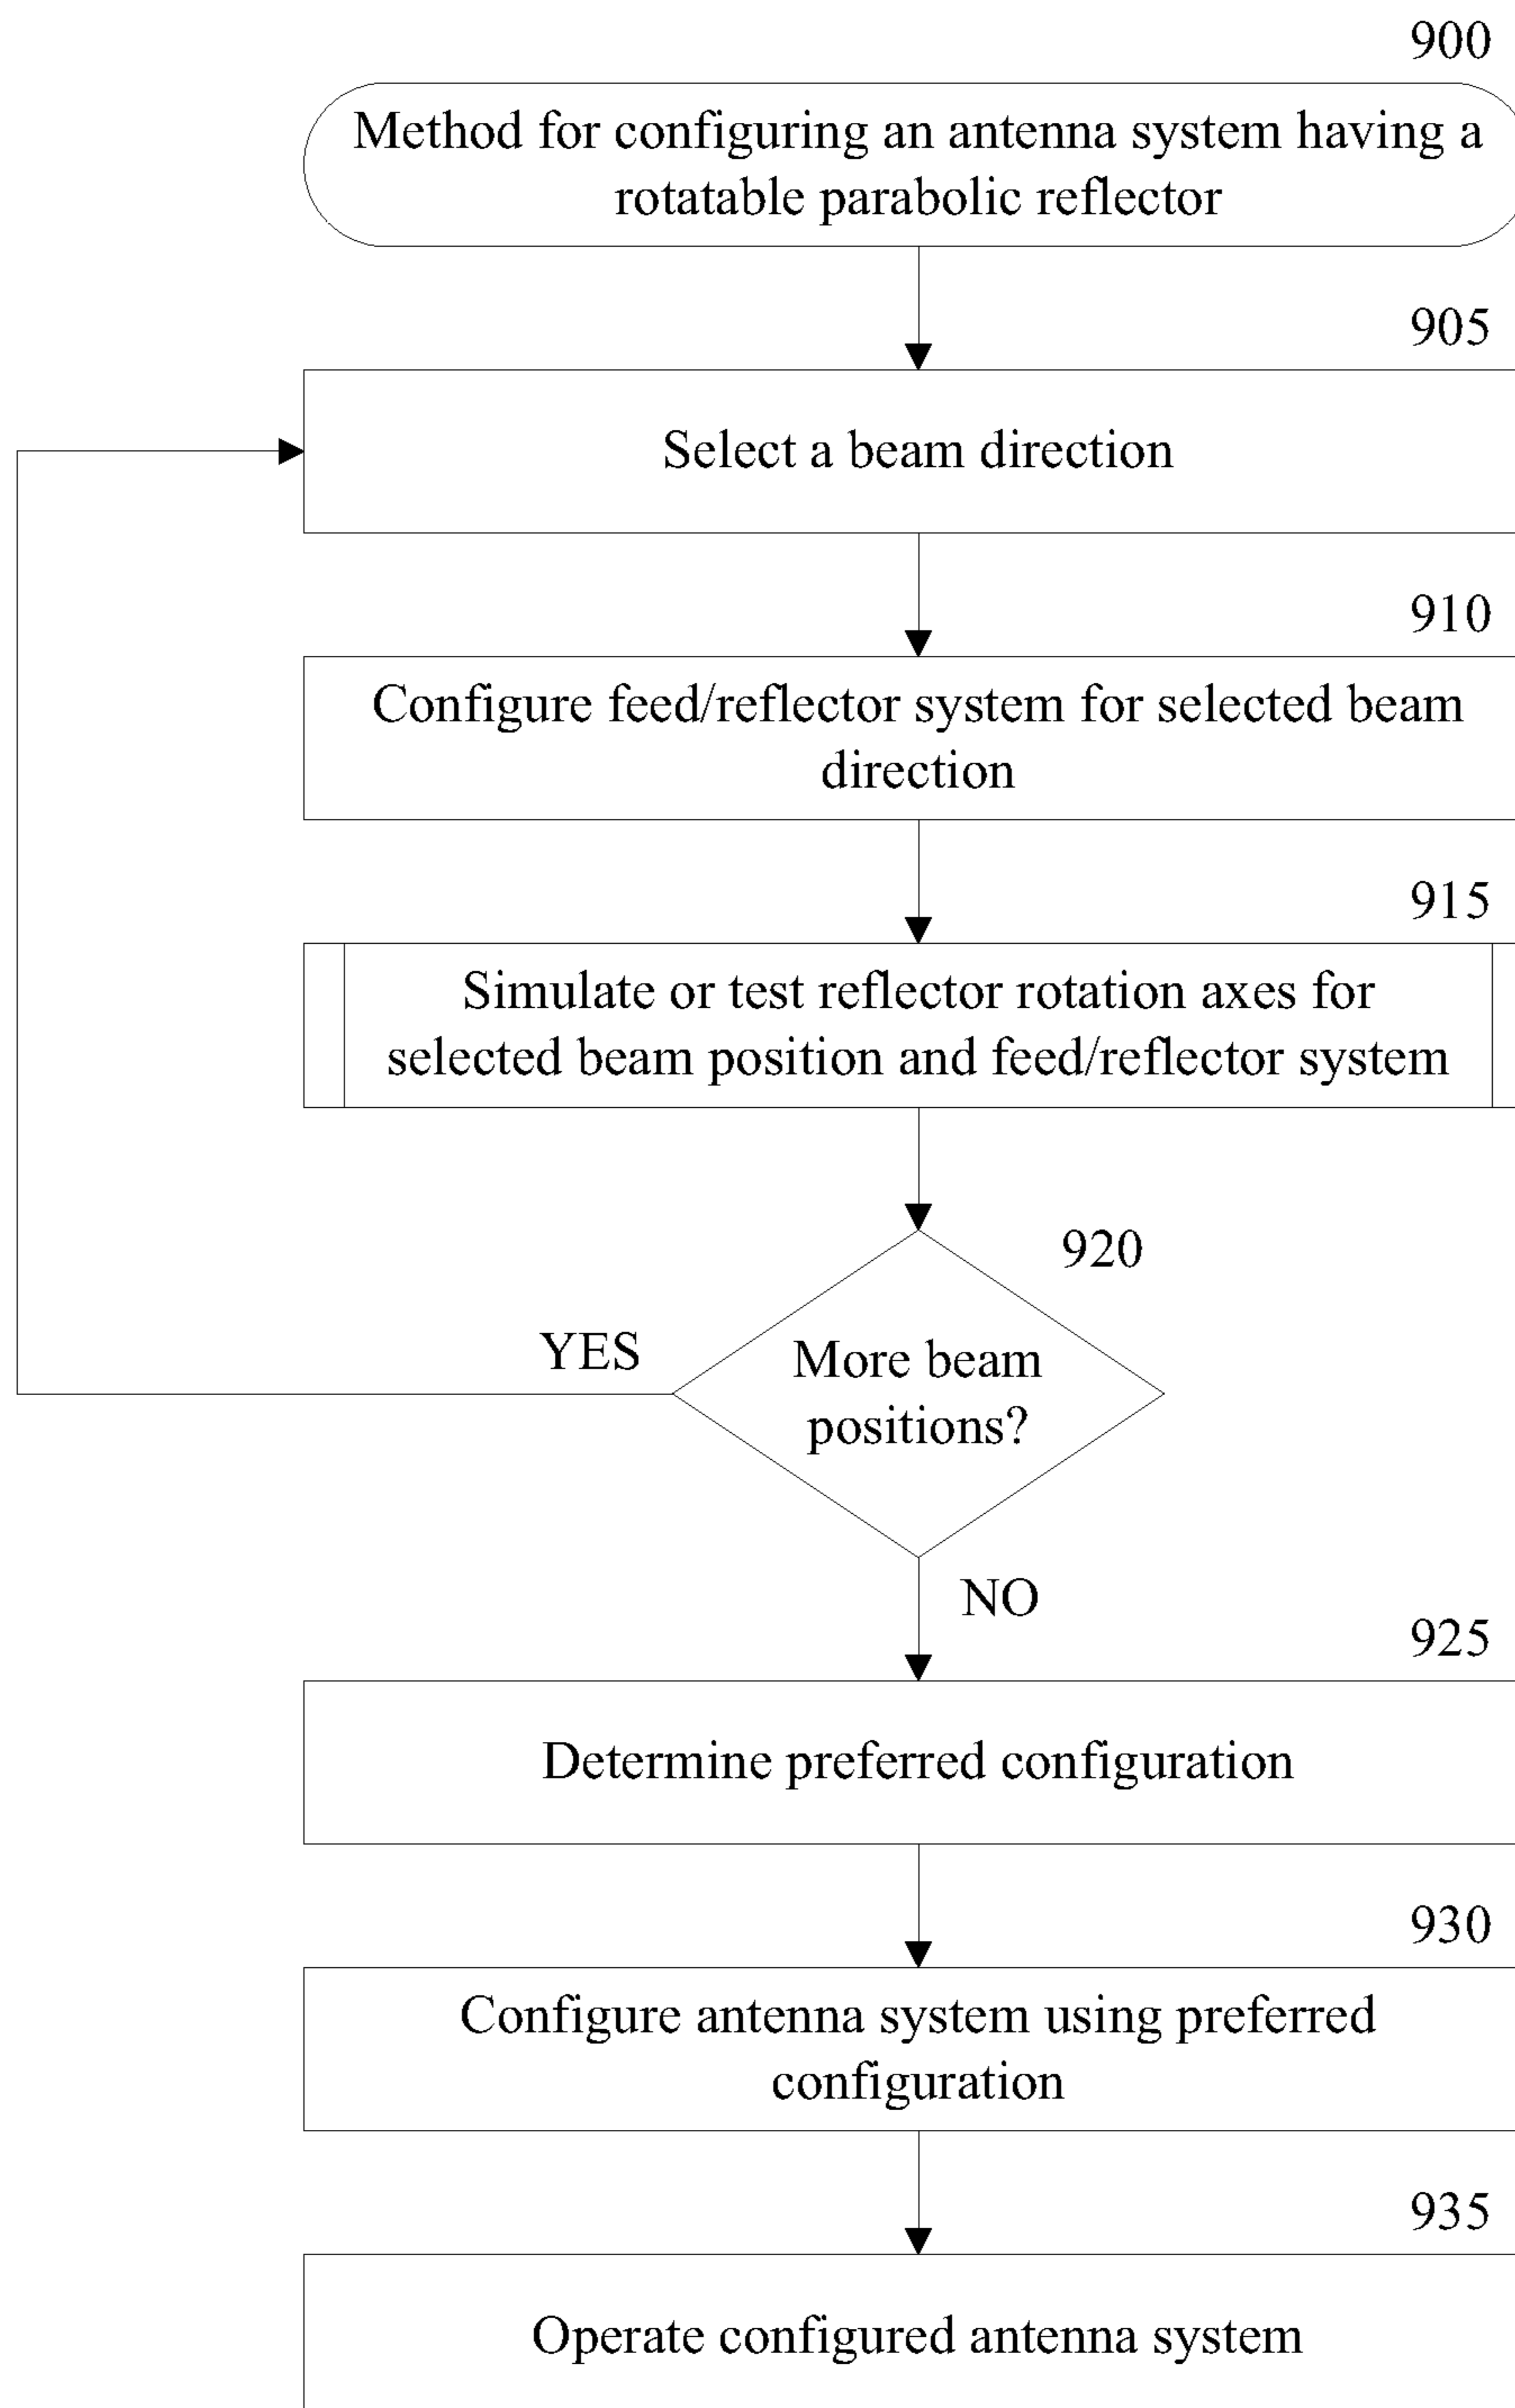 900
Method for configuring an antenna system having a
rotatable parabolic reflector
905
Select a beam direction
910
Configure feed/reflector system for selected beam
direction
915
Simulate or test reflector rotation axes for
selected beam position and feed/reflector system
920
YES
More beam
positions?
NO
925
Determine preferred configuration
930
Configure antenna system using preferred
configuration
935
Operate configured antenna system